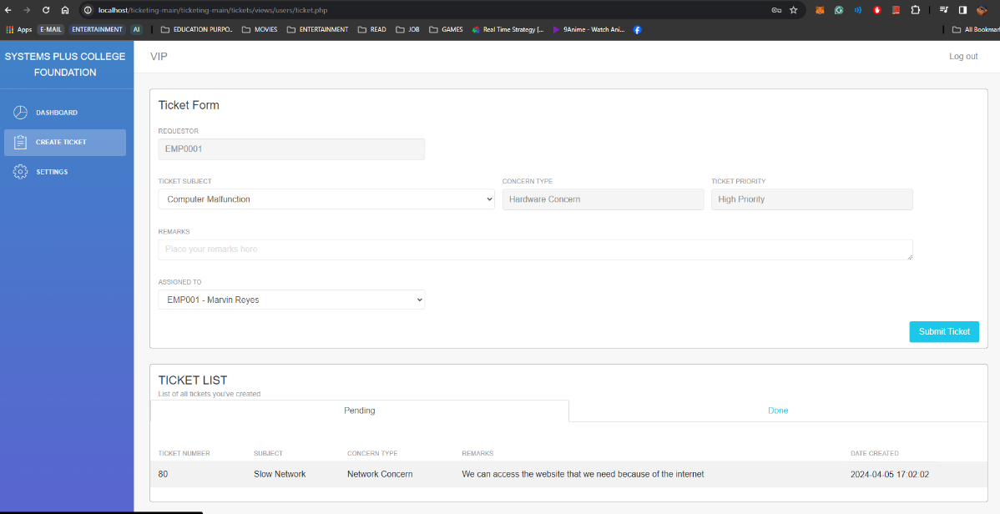 localhost/ticketing-main/ticketing-main/tickets/views/users/ticket.php
Apps E-MAIL ENTERTAINMENT AI EDUCATION PURPO.. MOVIES ENTERTAINMENT READ JOB GAMES Real Time Strategy [... 9Anime - Watch Ani... All Bookmar
SYSTEMS PLUS COLLEGE
FOUNDATION
DASHBOARD
CREATE TICKET
SETTINGS
VIP Log out
Ticket Form
REQUESTOR
EMP0001
TICKET SUBJECT CONCERN TYPE TICKET PRIORITY
Computer Malfunction Hardware Concern High Priority
REMARKS
Place your remarks here
ASSIGNED TO
EMP001 - Marvin Reyes
Submit Ticket
TICKET LIST
List of all tickets you've created
Pending Done
TICKET NUMBER SUBJECT CONCERN TYPE REMARKS DATE CREATED
80 Slow Network Network Concern We can access the website that we need because of the internet 2024-04-05 17:02:02